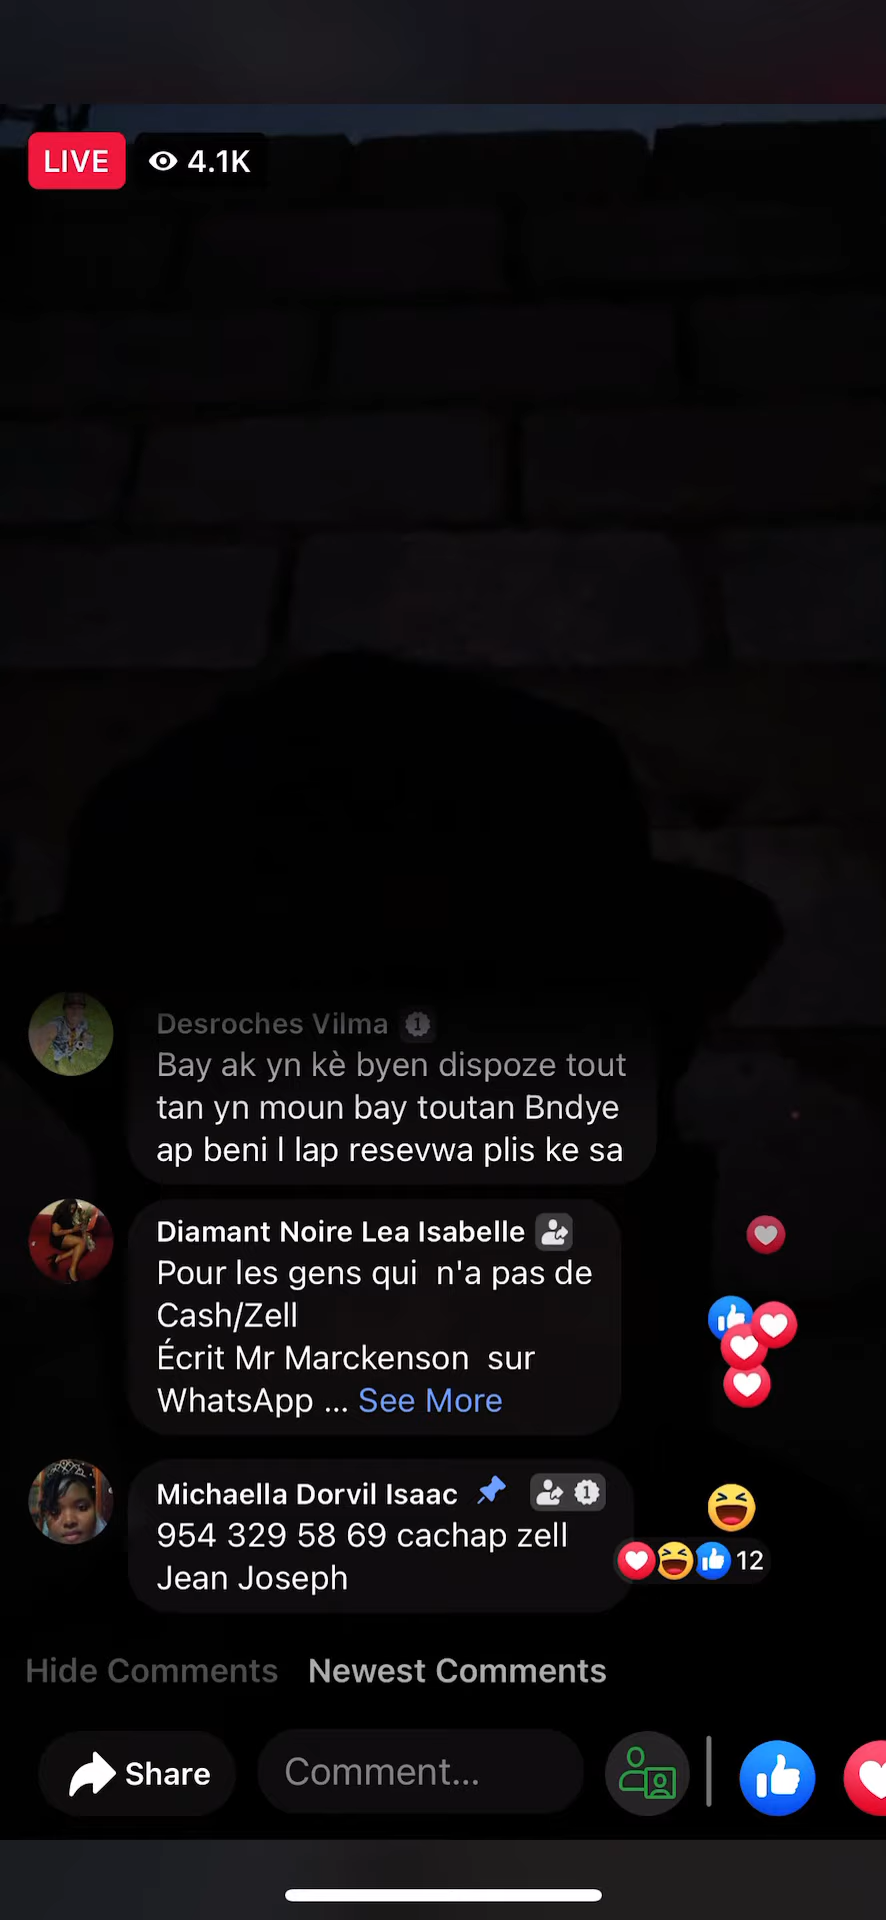 LIVE 4.1K
Desroches Vilma
Bay ak yn kè byen dispoze tout
tan yn moun bay toutan Bndye
ap beni l lap resevwa plis ke sa
Diamant Noire Lea Isabelle
Pour les gens qui  n'a pas de
Cash/Zell
Écrit Mr Marckenson  sur
WhatsApp ... See More
Michaella Dorvil Isaac
954 329 58 69 cachap zell
Jean Joseph
12
Hide Comments Newest Comments
Share Comment...